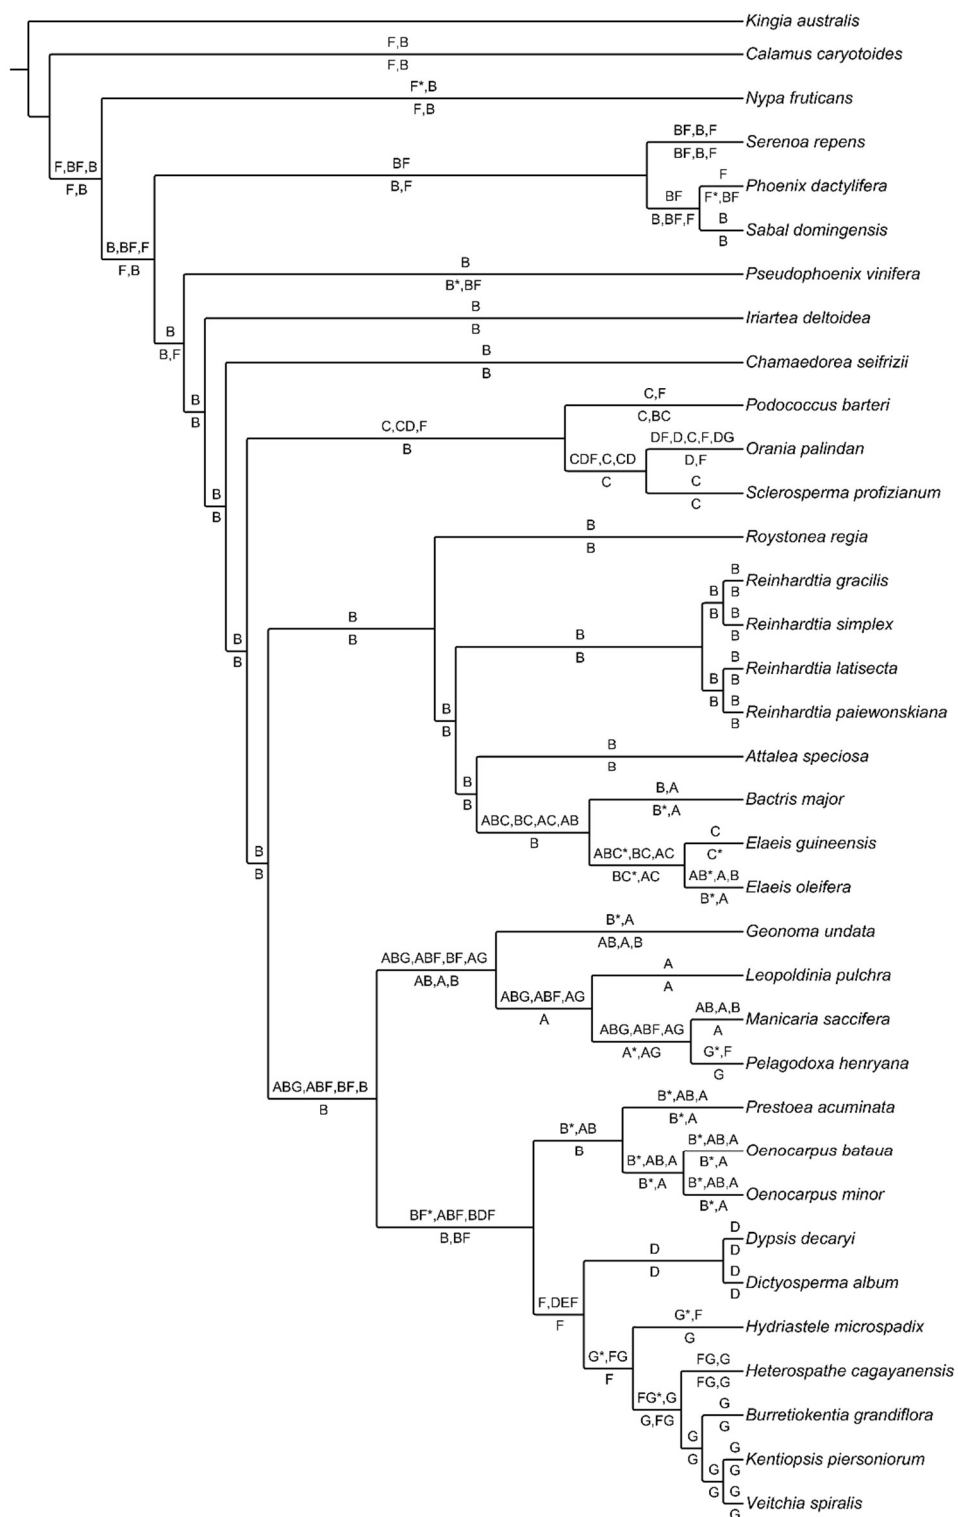 Kingia australis
F,B
F,B
Calamus caryotoides
F*,B
F,B
Nypa fruticans
F,BF,B
F,B
BF,B,F
BF,B,F
Serenoa repens
BF
B,F
F
F*,BF
Phoenix dactylifera
BF
B,BF,F
B
B
Sabal domingensis
B,BF,F
F,B
B
B*,BF
Pseudophoenix vinifera
B
B
Iriartea deltoidea
B
B,F
B
B
Chamaedorea seifrizii
B
B
C,F
C,BC
Podococcus barteri
C,CD,F
B
DF,D,C,F,DG
D,F
Orania palindan
CDF,C,CD
C
C
C
Sclerosperma profizianum
B
B
B
B
Roystonea regia
B
B
Reinhardtia gracilis
B
B
B
B
Reinhardtia simplex
B
B
B
B
B
B
Reinhardtia latisecta
B
B
B
B
Reinhardtia paiewonskiana
B
B
B
B
B
B
Attalea speciosa
B
B
B,A
B*,A
Bactris major
ABC,BC,AC,AB
B
C
C*
Elaeis guineensis
ABC*,BC,AC
BC*,AC
AB*,A,B
B*,A
Elaeis oleifera
B
B
B*,A
AB,A,B
Geonoma undata
ABG,ABF,BF,AG
AB,A,B
A
A
Leopoldinia pulchra
ABG,ABF,AG
A
AB,A,B
A
Manicaria saccifera
ABG,ABF,AG
A*,AG
G*,F
G
Pelagodoxa henryana
ABG,ABF,BF,B
B
B*,AB,A
B*,A
Prestoea acuminata
B*,AB
B
B*,AB,A
B*,A
Oenocarpus bataua
B*,AB,A
B*,A
B*,AB,A
B*,A
Oenocarpus minor
BF*,ABF,BDF
B,BF
D
D
Dypsis decaryi
D
D
D
D
Dictyosperma album
F,DEF
F
G*,F
G
Hydriastele microspadix
G*,FG
F
FG,G
FG,G
Heterospathe cagayanensis
FG*,G
G,FG
G
G
Burretiokentia grandiflora
G
G
G
G
Kentiopsis piersoniorum
G
G
G
G
Veitchia spiralis